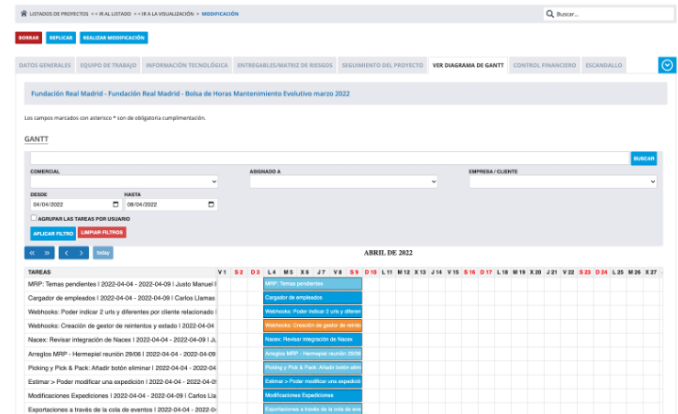 LISTADOS DE PROYECTOS << IR AL LISTADO << IR A LA VISUALIZACIÓN > MODIFICACIÓN
Buscar...
BORRAR REPLICAR REALIZAR MODIFICACIÓN
DATOS GENERALES EQUIPO DE TRABAJO INFORMACIÓN TECNOLÓGICA ENTREGABLES/MATRIZ DE RIESGOS SEGUIMIENTO DEL PROYECTO VER DIAGRAMA DE GANTT CONTROL FINANCIERO ESCANDALLO
Fundación Real Madrid - Fundación Real Madrid - Bolsa de Horas Mantenimiento Evolutivo marzo 2022
Los campos marcados con asterisco * son de obligatoria cumplimentación.
GANTT
BUSCAR
COMERCIAL ASIGNADO A EMPRESA / CLIENTE
DESDE HASTA
04/04/2022 08/04/2022
AGRUPAR LAS TAREAS POR USUARIO
APLICAR FILTRO LIMPIAR FILTROS
« » < > today ABRIL DE 2022
TAREAS V 1 S 2 D 3 L 4 M 5 X 6 J 7 V 8 S 9 D 10 L 11 M 12 X 13 J 14 V 15 S 16 D 17 L 18 M 19 X 20 J 21 V 22 S 23 D 24 L 25 M 26 X 27
MRP: Temas pendientes | 2022-04-04 - 2022-04-09 | Justo Manuel MRP: Temas pendientes
Cargador de empleados | 2022-04-04 - 2022-04-09 | Carlos Llamas Cargador de empleados
Webhooks: Poder indicar 2 urls y diferentes por cliente relacionado Webhooks: Poder indicar 2 urls y diferen
Webhooks: Creación de gestor de reintentos y estado | 2022-04-04 Webhooks: Creación de gestor de reinte
Nacex: Revisar integración de Naces | 2022-04-04 - 2022-04-09 | Nacex: Revisar integración de Naces
Arreglos MRP - Hermepial reunión 29/06 | 2022-04-04 - 2022-04-09 Arreglos MRP - Hermepial reunión 29/06
Picking y Pick & Pack: Añadir botón eliminar | 2022-04-04 - 2022-04 Picking y Pick & Pack: Añadir botón elimi
Estimar > Poder modificar una expedición | 2022-04-04 - 2022-04-0 Estimar > Poder modificar una expedició
Modificaciones Expediciones | 2022-04-04 - 2022-04-09 | Carlos Lla Modificaciones Expediciones
Exportaciones a través de la cola de eventos | 2022-04-04 - 2022-0 Exportaciones a través de la cola de eve